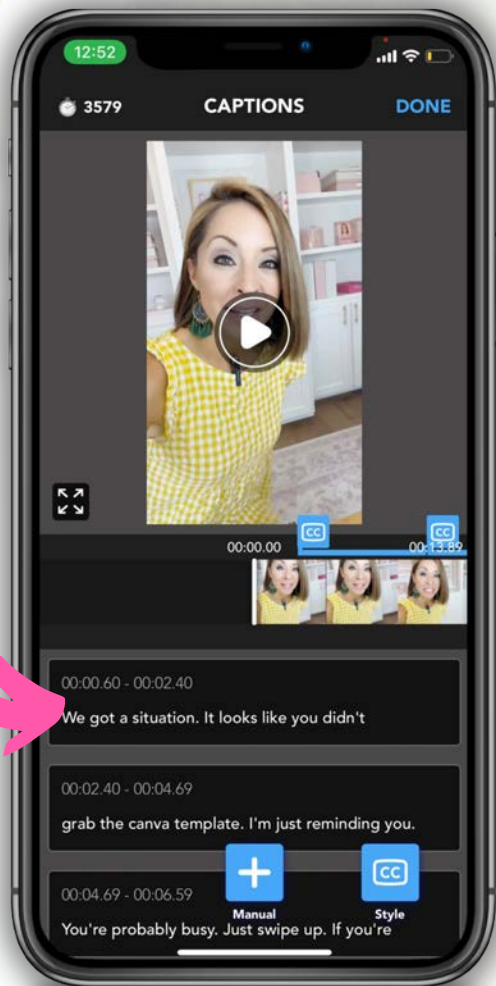 12:52
3579 CAPTIONS DONE
CC CC
00:00.00 00:13.89
00:00.60 - 00:02.40
We got a situation. It looks like you didn't
00:02.40 - 00:04.69
grab the canva template. I'm just reminding you.
00:04.69 - 00:06.59
CC
Manual Style
You're probably busy. Just swipe up. If you're